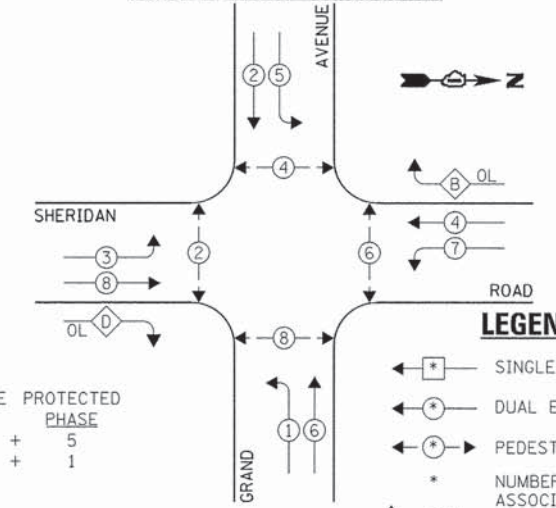 AVENUE
2 5
N
4
B OL
SHERIDAN
4
3
2
6
7
8
ROAD
OL D
8
LEGEN
* SINGLE
E PROTECTED
PHASE
* DUAL E
+ 5
+ 1
1 6
* PEDEST
GRAND
* NUMBER
ASSOCI